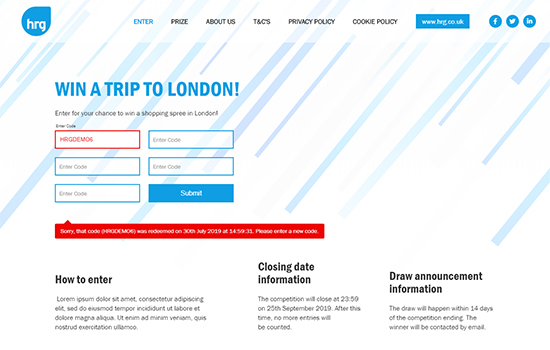 hrg
ENTER PRIZE ABOUT US T&C'S PRIVACY POLICY COOKIE POLICY www.hrg.co.uk
WIN A TRIP TO LONDON!
Enter for your chance to win a shopping spree in London!
Enter Code
HRGDEM06 Enter Code
Enter Code Enter Code
Enter Code Submit
Sorry, that code (HRGDEM06) was redeemed on 30th July 2019 at 14:59:31. Please enter a new code.
How to enter
Lorem ipsum dolor sit amet, consectetur adipiscing
elit, sed do eiusmod tempor incididunt ut labore et
dolore magna aliqua. Ut enim ad minim veniam, quis
nostrud exercitation ullamco.
Closing date
information
The competition will close at 23:59
on 25th September 2019. After this
time, no more entries will
be counted.
Draw announcement
information
The draw will happen within 14 days
of the competition ending. The
winner will be contacted by email.